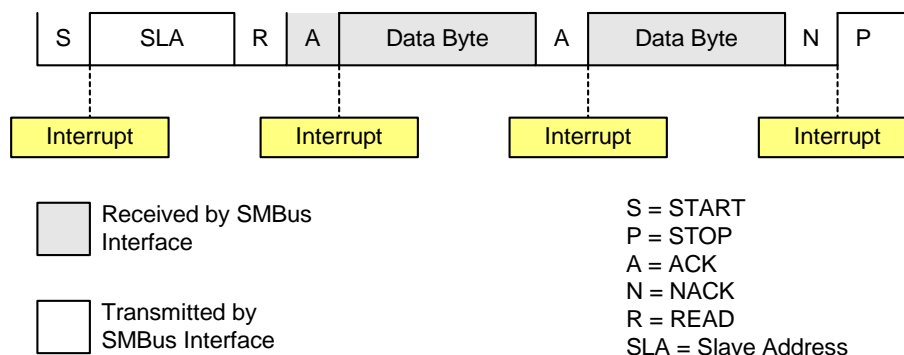 S SLA R A Data Byte A Data Byte N P
Interrupt Interrupt Interrupt Interrupt
Received by SMBus
Interface
Transmitted by
SMBus Interface
S = START
P = STOP
A = ACK
N = NACK
R = READ
SLA = Slave Address